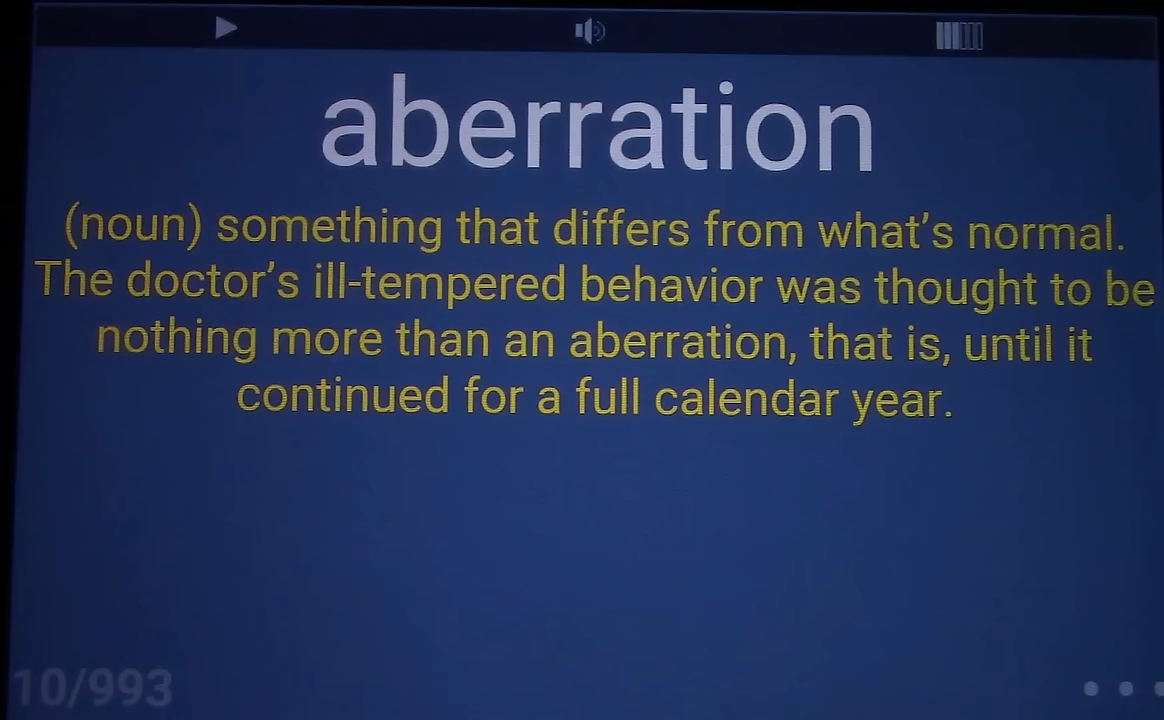 aberration
(noun) something that differs from what's normal.
The doctor's ill-tempered behavior was thought to be
nothing more than an aberration, that is, until it
continued for a full calendar year.
10/993